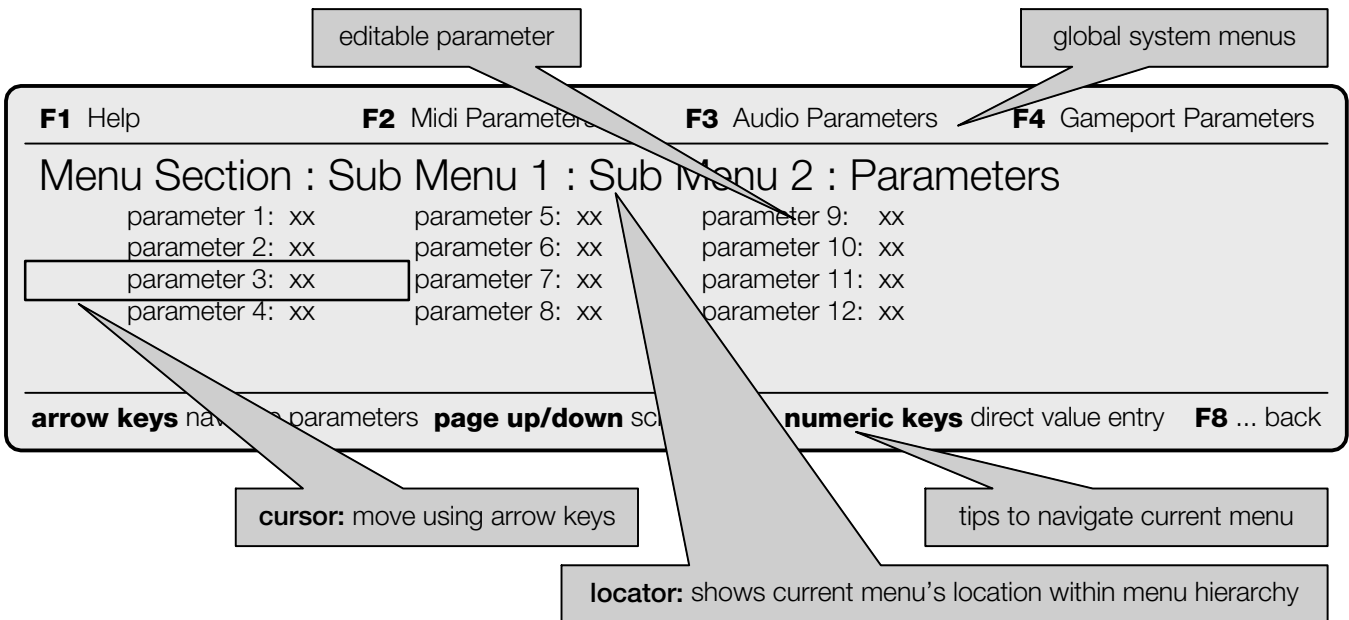 editable parameter
global system menus
F1 Help F2 Midi Parameters F3 Audio Parameters F4 Gameport Parameters
Menu Section : Sub Menu 1 : Sub Menu 2 : Parameters
parameter 1: xx parameter 5: xx parameter 9: xx
parameter 2: xx parameter 6: xx parameter 10: xx
parameter 3: xx parameter 7: xx parameter 11: xx
parameter 4: xx parameter 8: xx parameter 12: xx
arrow keys parameters page up/down numeric keys direct value entry F8 ... back
cursor: move using arrow keys
tips to navigate current menu
locator: shows current menu's location within menu hierarchy